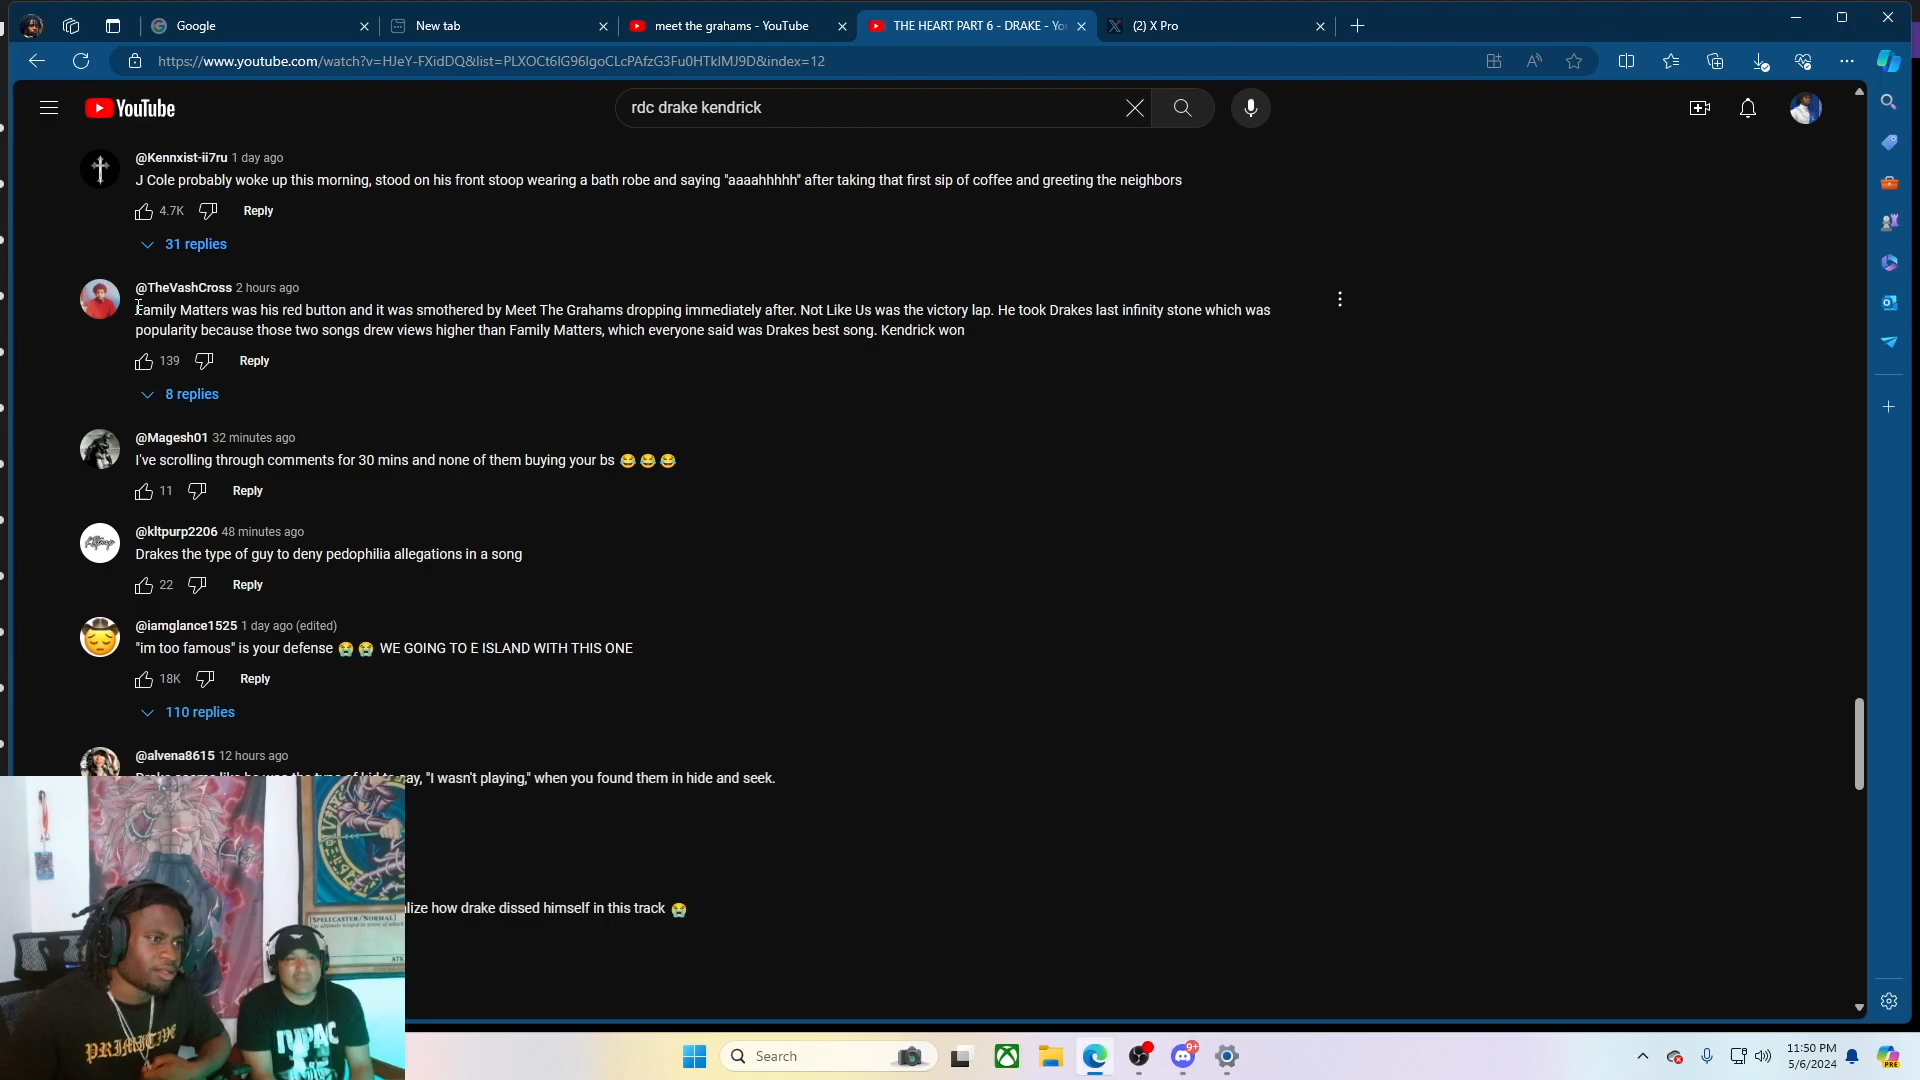 Google
New tab
meet the grahams - YouTube
THE HEART PART 6 - DRAKE - Yo
(2) X Pro
https://www.youtube.com/watch?v=HJeY-FXidDQ&list=PLXOCt6IG96IgoCLcPAfzG3Fu0HTkIMJ9D&index=12
YouTube
rdc drake kendrick
@Kennxist-ii7ru 1 day ago
J Cole probably woke up this morning, stood on his front stoop wearing a bath robe and saying "aaaahhhhh" after taking that first sip of coffee and greeting the neighbors
4.7K Reply
31 replies
@TheVashCross 2 hours ago
Family Matters was his red button and it was smothered by Meet The Grahams dropping immediately after. Not Like Us was the victory lap. He took Drakes last infinity stone which was
popularity because those two songs drew views higher than Family Matters, which everyone said was Drakes best song. Kendrick won
139 Reply
8 replies
@Magesh01 32 minutes ago
I've scrolling through comments for 30 mins and none of them buying your bs 😂 😂 😂
11 Reply
@kltpurp2206 48 minutes ago
Drakes the type of guy to deny pedophilia allegations in a song
22 Reply
@iamglance1525 1 day ago (edited)
"im too famous" is your defense 😭 😭 WE GOING TO E ISLAND WITH THIS ONE
18K Reply
110 replies
@alvena8615 12 hours ago
"I wasn't playing," when you found them in hide and seek.
how drake dissed himself in this track 😭
[SPELLCASTER/NORMAL]
PRIMITIVE
TUPAC
Search
9+
11:50 PM
5/6/2024
PRE